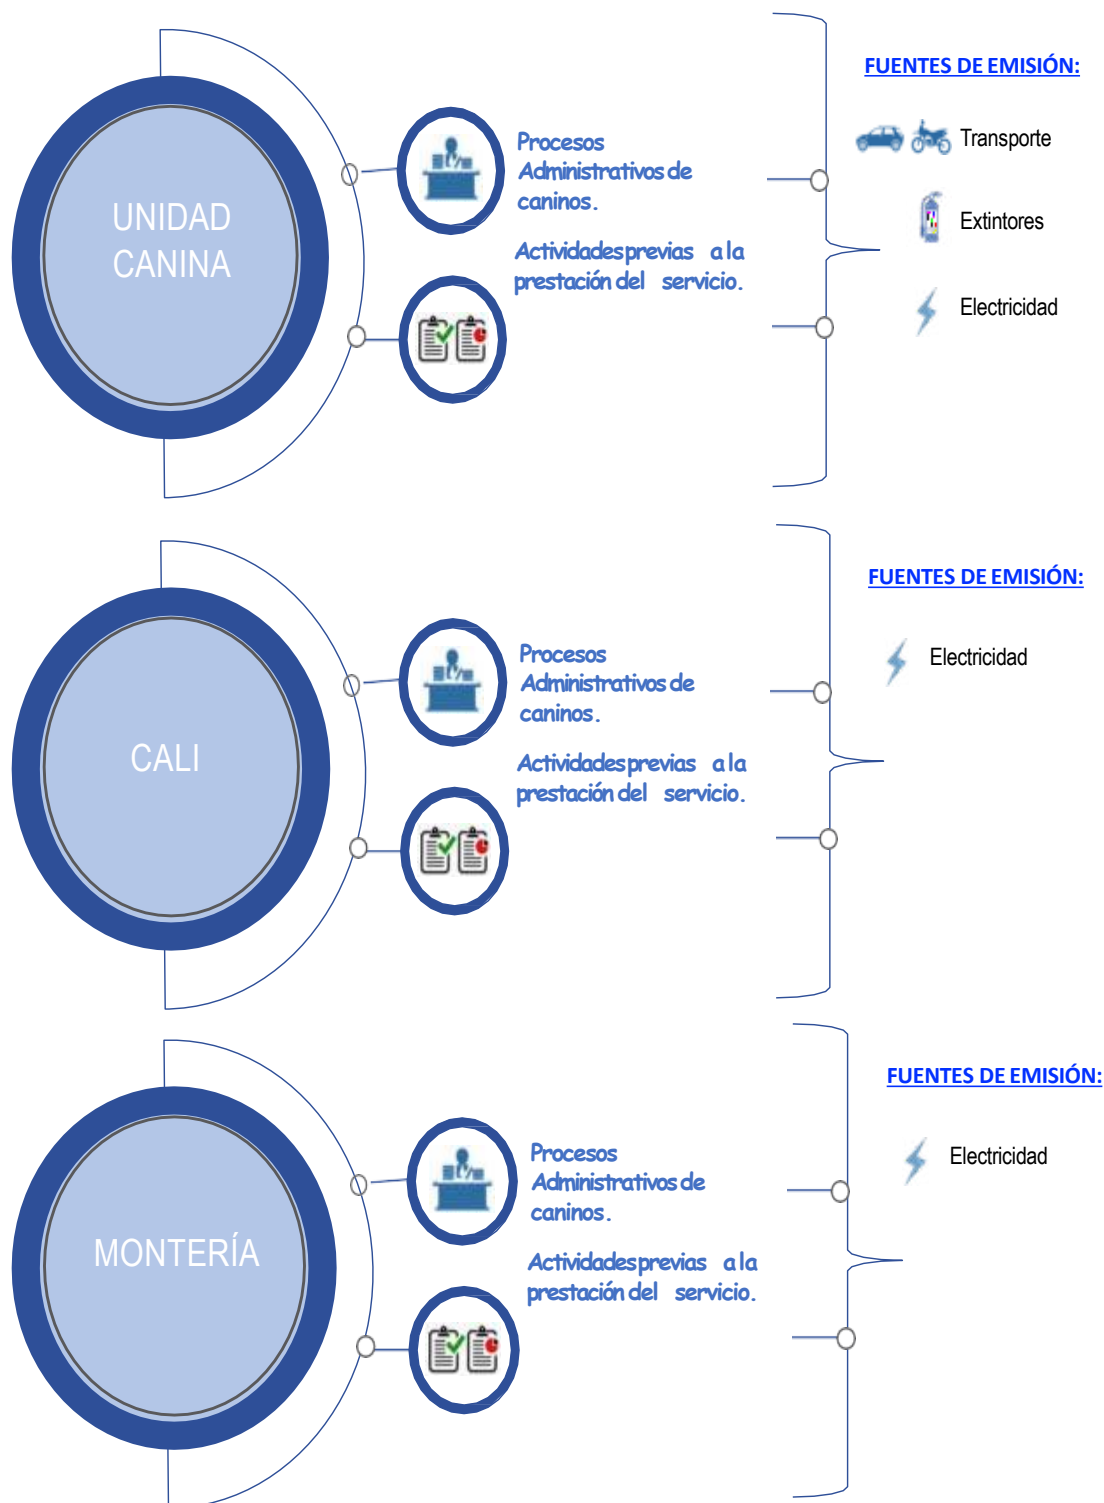 UNIDAD
CANINA
Procesos
Administrativos de
caninos.
Actividades previas a la
prestación del servicio.
FUENTES DE EMISIÓN:
Transporte
Extintores
Electricidad
CALI
Procesos
Administrativos de
caninos.
Actividades previas a la
prestación del servicio.
FUENTES DE EMISIÓN:
Electricidad
MONTERÍA
Procesos
Administrativos de
caninos.
Actividades previas a la
prestación del servicio.
FUENTES DE EMISIÓN:
Electricidad